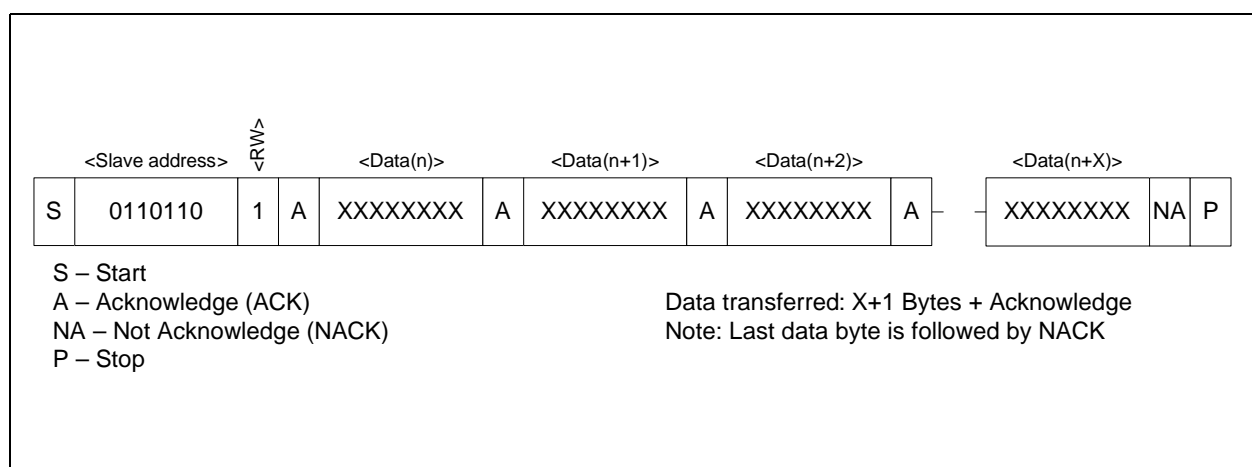 <RW>
<Slave address> <Data(n)> <Data(n+1)> <Data(n+2)> <Data(n+X)>
S 0110110 1 A XXXXXXXX A XXXXXXXX A XXXXXXXX A XXXXXXXX NA P
S – Start
A – Acknowledge (ACK)
NA – Not Acknowledge (NACK)
P – Stop
Data transferred: X+1 Bytes + Acknowledge
Note: Last data byte is followed by NACK